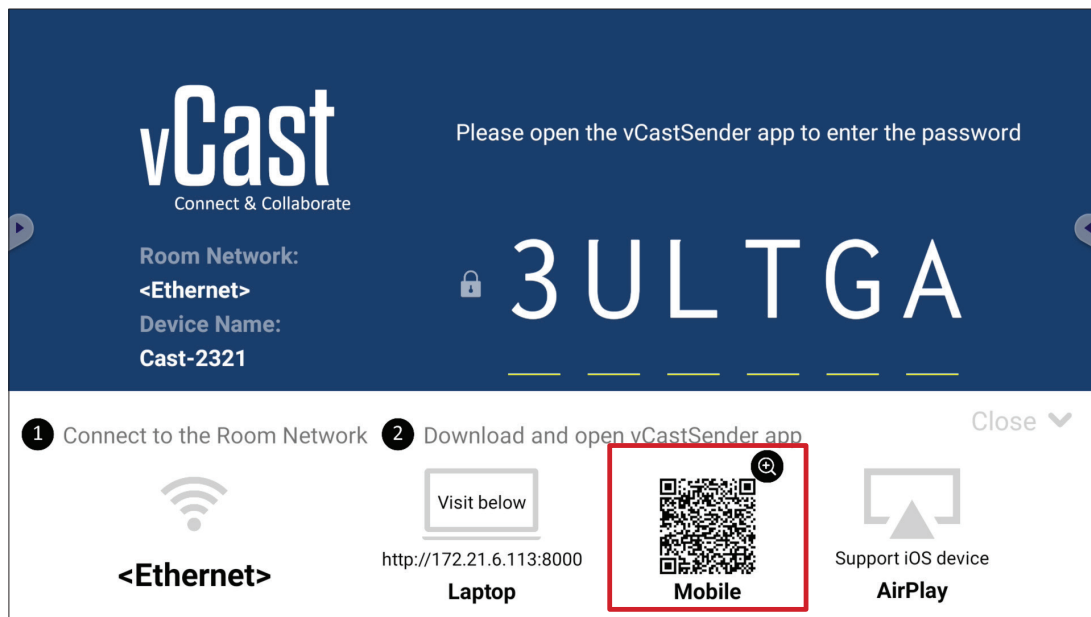 vCast
Connect & Collaborate
Please open the vCastSender app to enter the password
Room Network:
<Ethernet>
Device Name:
Cast-2321
3ULTGA
1 Connect to the Room Network
2 Download and open vCastSender app
Close
<Ethernet>
Visit below
http://172.21.6.113:8000
Laptop
Mobile
Support iOS device
AirPlay